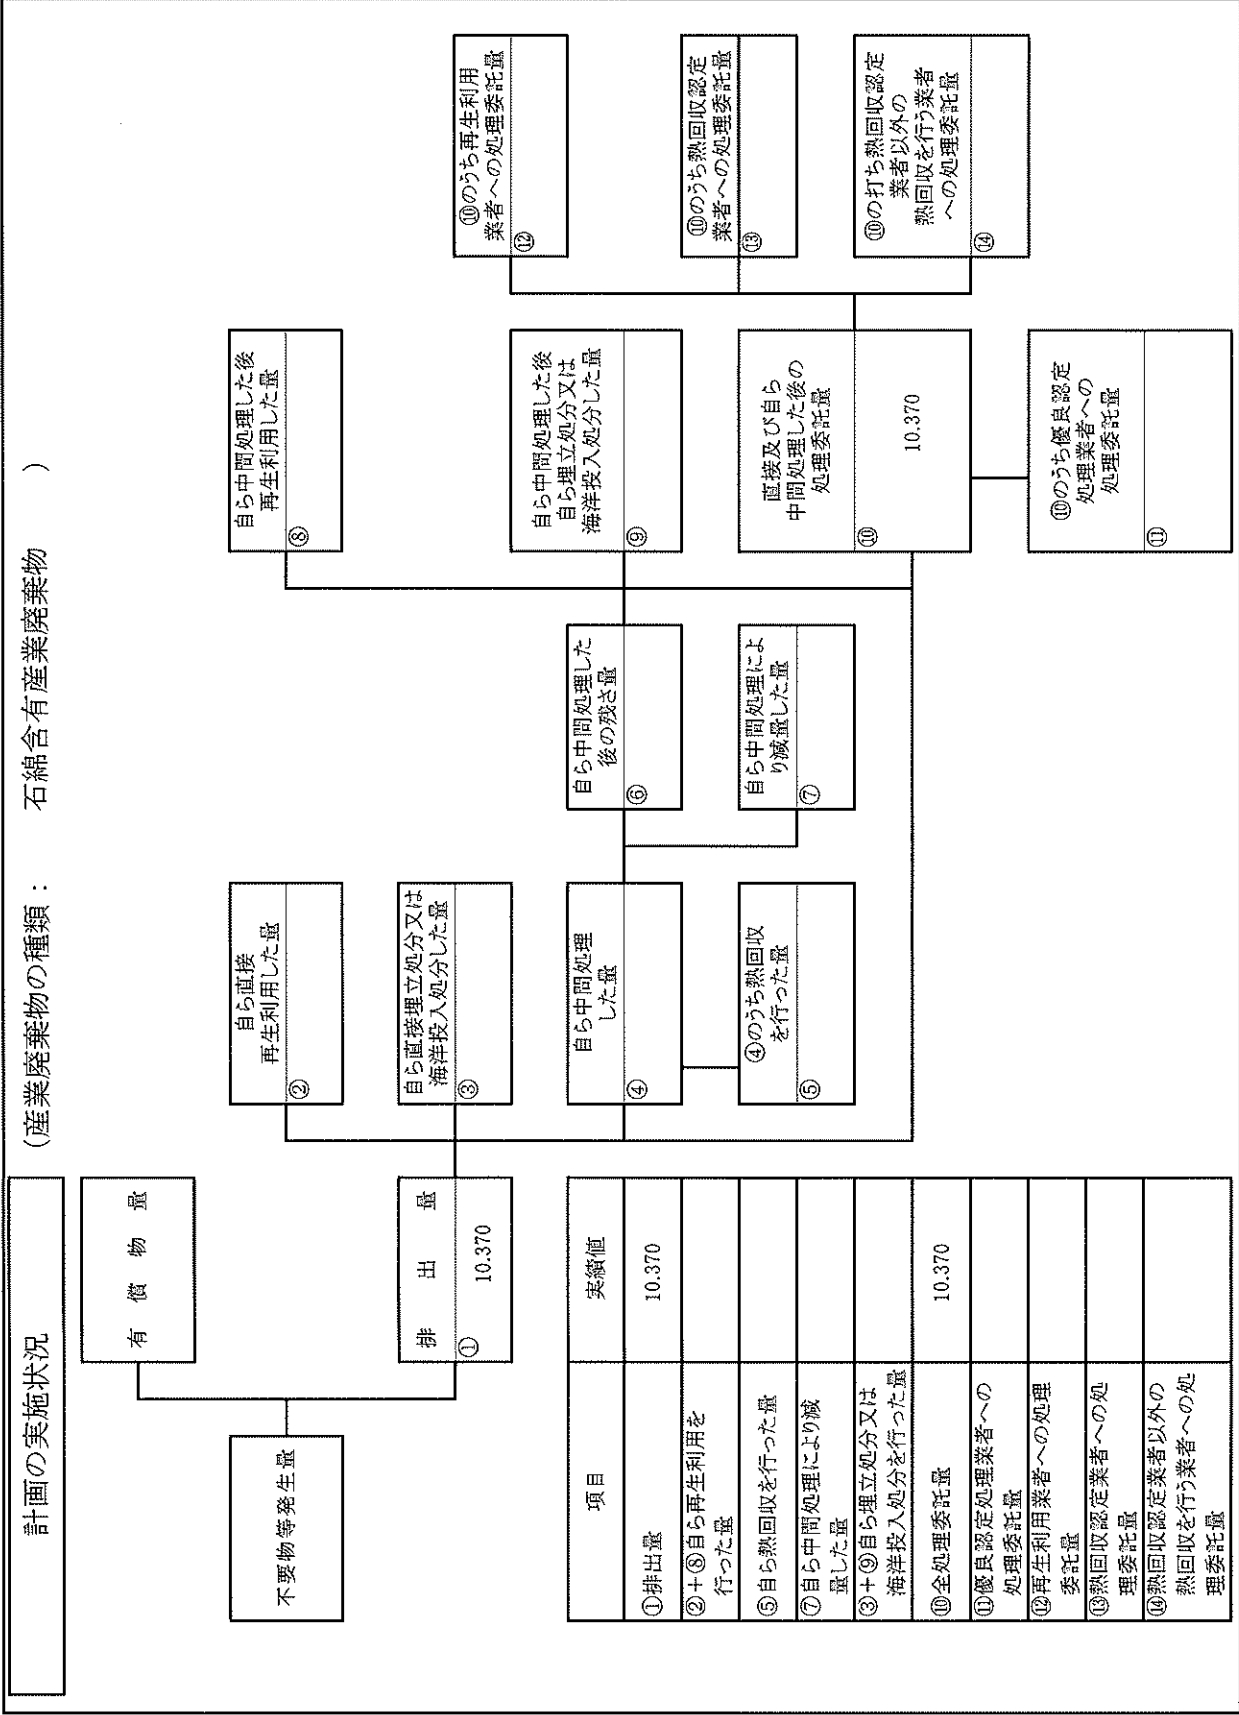 計画の実施状況
（産業廃棄物の種類： 石綿含有産業廃棄物 ）
不要物等発生量
有 償 物 量
排 出 量
① 10.370
自ら直接
再生利用した量
②
自ら直接埋立処分又は
海洋投入処分した量
③
自ら中間処理
した量
④
④のうち熱回収
を行った量
⑤
自ら中間処理した
後の残さ量
⑥
自ら中間処理によ
り減量した量
⑦
自ら中間処理した後
再生利用した量
⑧
自ら中間処理した後
自ら埋立処分又は
海洋投入処分した量
⑨
直接及び自ら
中間処理した後の
処理委託量
⑩ 10.370
⑩のうち優良認定
処理業者への
処理委託量
⑪
⑩のうち再生利用
業者への処理委託量
⑫
⑩のうち熱回収認定
業者への処理委託量
⑬
⑩の打ち熱回収認定
業者以外の
熱回収を行う業者
への処理委託量
⑭
項目 実績値
①排出量 10.370
②＋⑧自ら再生利用を
行った量
⑤自ら熱回収を行った量
⑦自ら中間処理により減
量した量
③＋⑨自ら埋立処分又は
海洋投入処分を行った量
⑩全処理委託量 10.370
⑪優良認定処理業者への
処理委託量
⑫再生利用業者への処理
委託量
⑬熱回収認定業者への処
理委託量
⑭熱回収認定業者以外の
熱回収を行う業者への処
理委託量